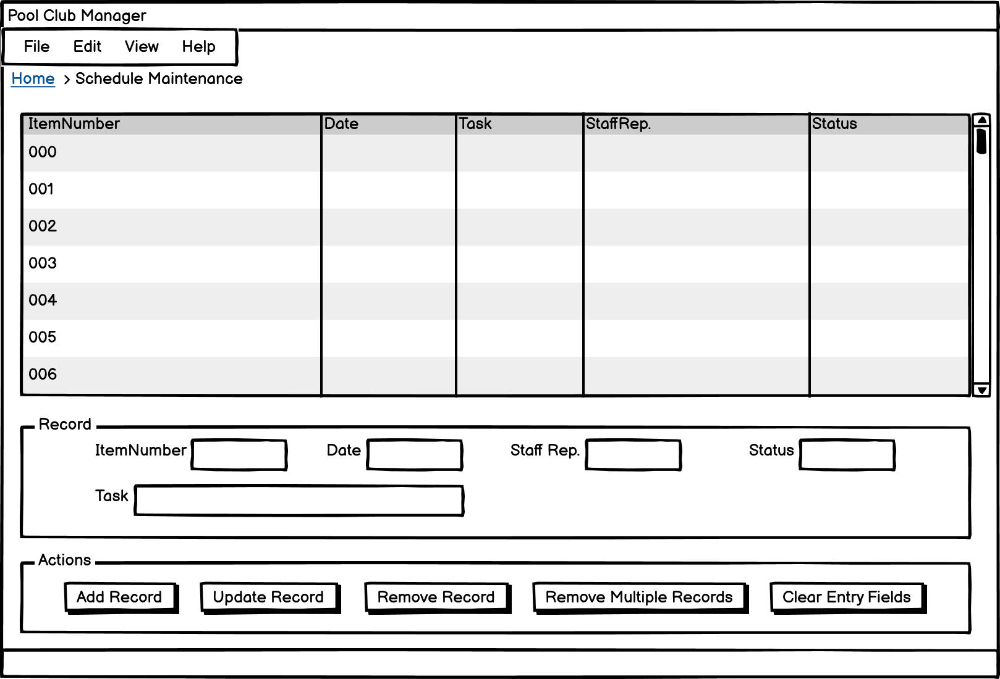 Pool Club Manager
File Edit View Help
Home > Schedule Maintenance
ItemNumber Date Task StaffRep. Status
000
001
002
003
004
005
006
Record
ItemNumber Date Staff Rep. Status
Task
Actions
Add Record Update Record Remove Record Remove Multiple Records Clear Entry Fields